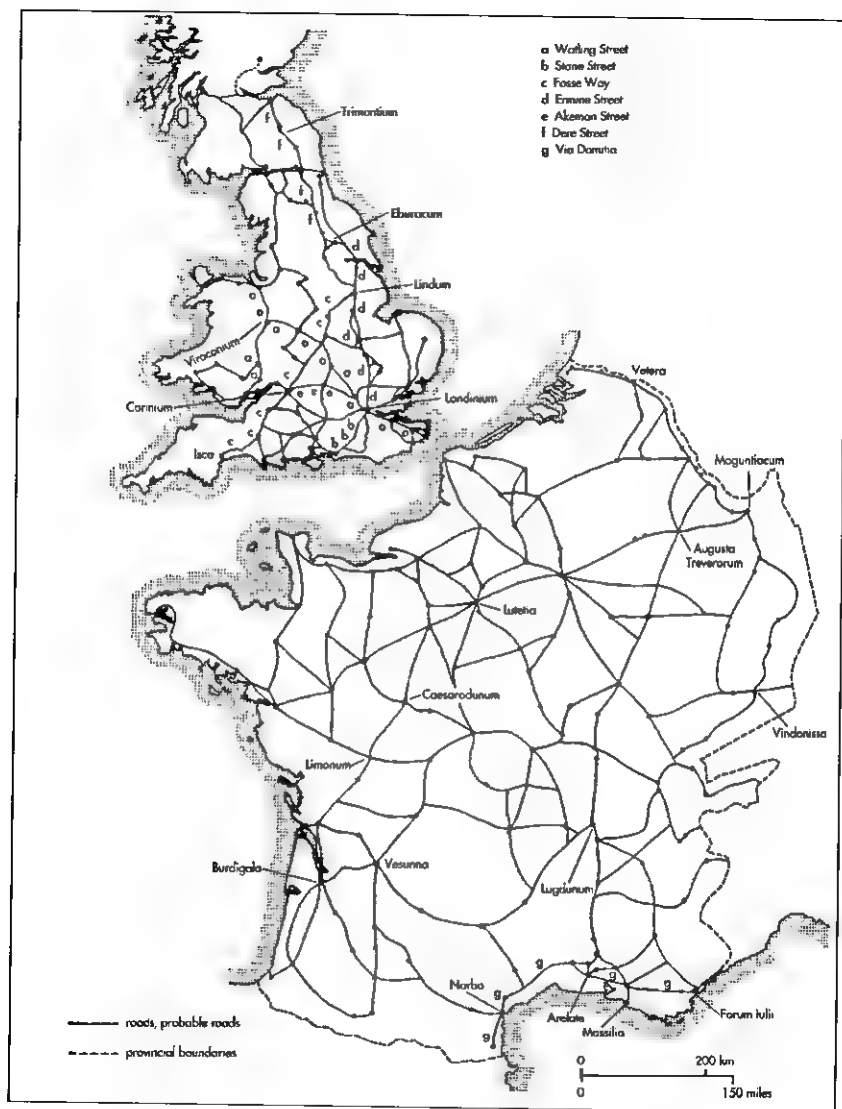 a Watling Street
b Stane Street
c Fosse Way
d Ermine Street
e Akeman Street
f Dere Street
g Via Domitia
Trimontium
f
f
f
f
Eburacum
d
d
Lindum
c
d
d
c
Viroconium
d
d
Corinium
c
c
Londinium
b
b
b
Isca
c
c
Vetera
Moguntiacum
Augusta
Treverorum
Lutetia
Caesarodunum
Vindonissa
Limonum
Burdigala
Vesunna
Lugdunum
g
g
g
g
g
Narbo
Arelate
Massilia
Forum Iulii
roads, probable roads
provincial boundaries
0 200 km
0 150 miles